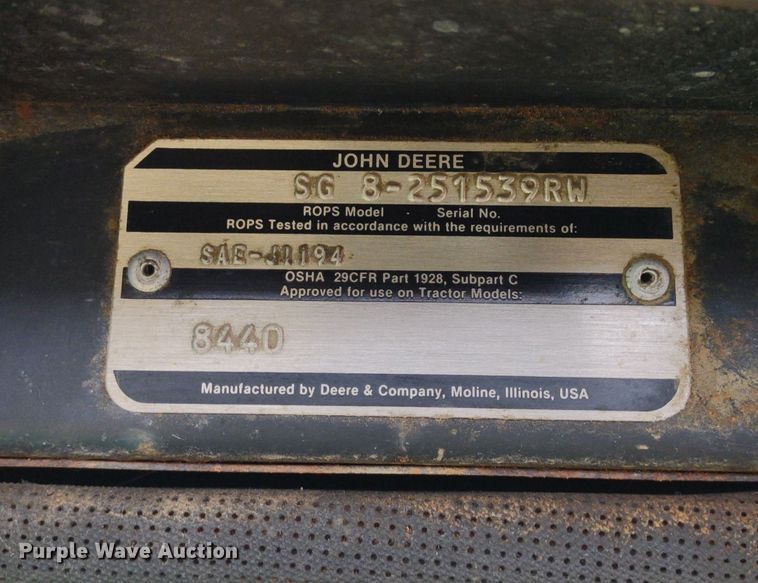 JOHN DEERE
SG 8-251539RW
ROPS Model · Serial No.
ROPS Tested in accordance with the requirements of:
SAE-J1194
OSHA 29CFR Part 1928, Subpart C
Approved for use on Tractor Models:
8440
Manufactured by Deere & Company, Moline, Illinois, USA
Purple Wave Auction